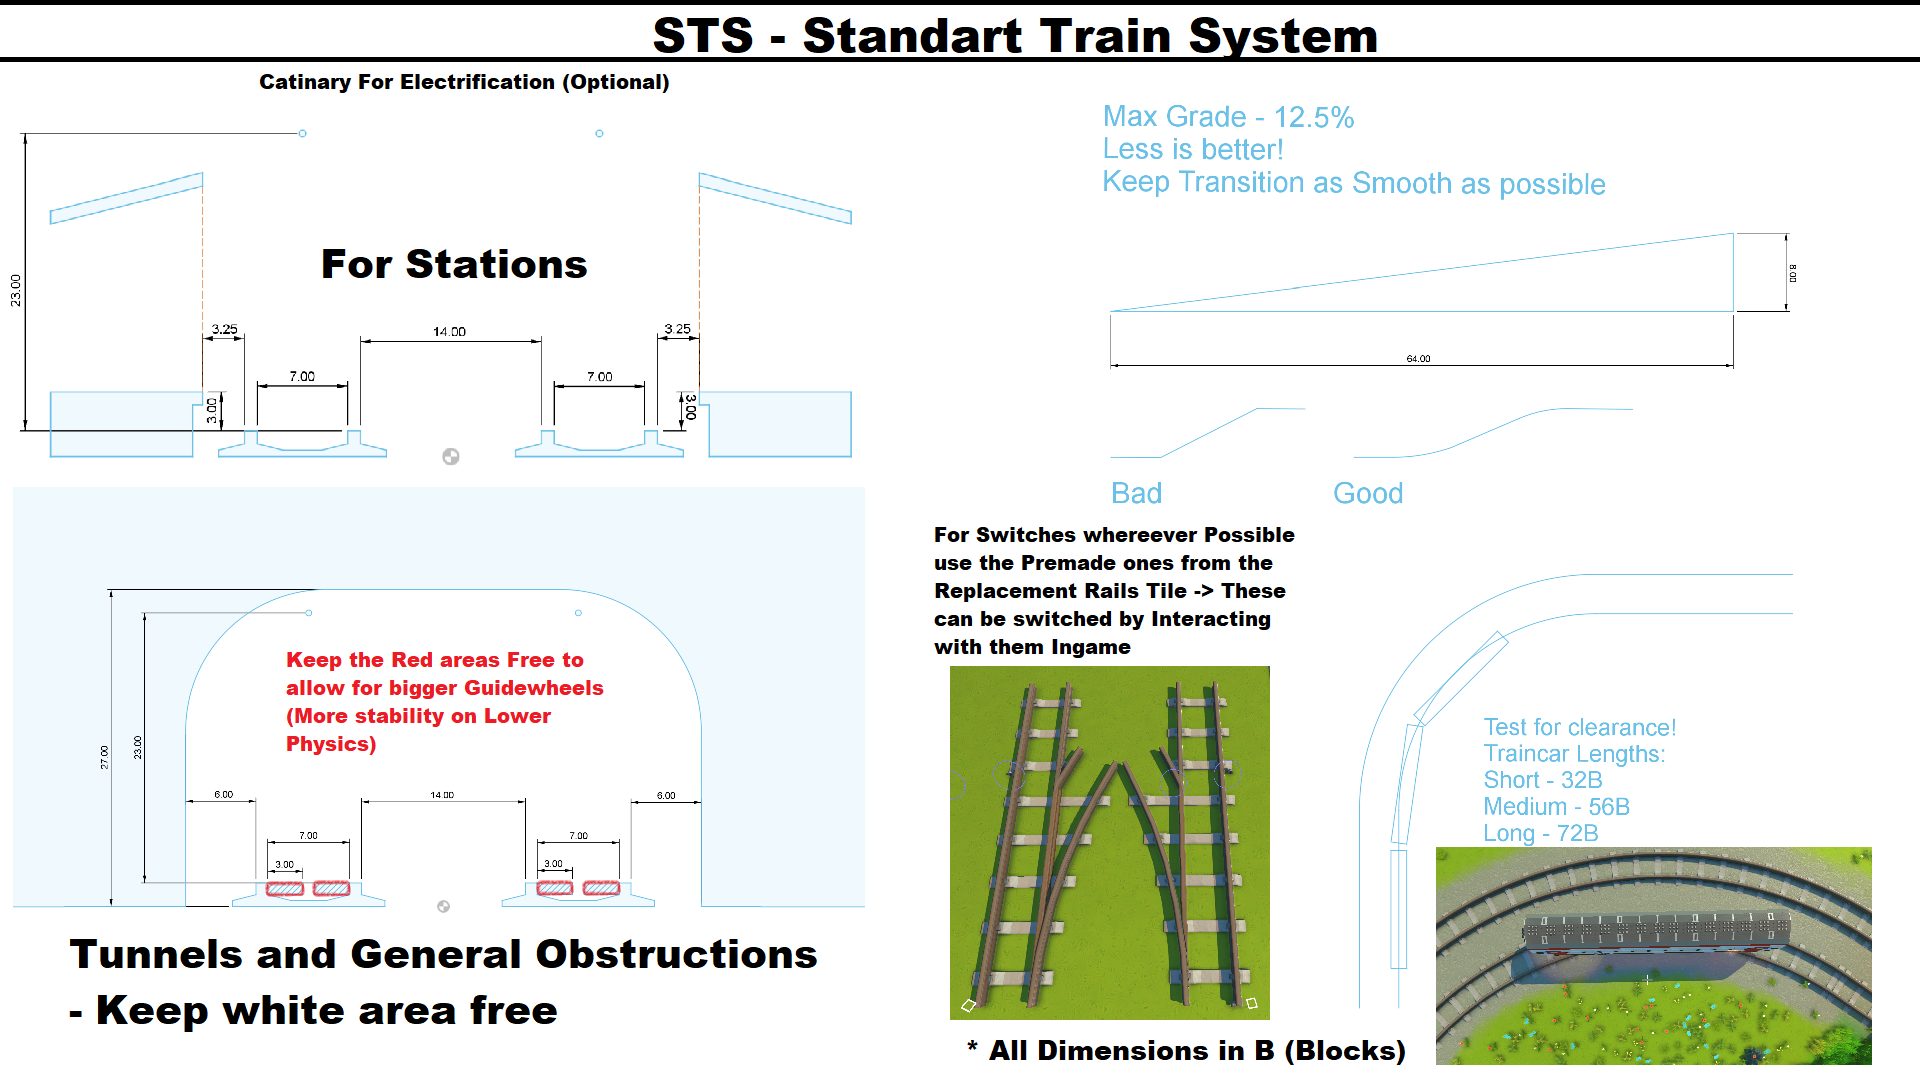 STS - Standart Train System
Catinary For Electrification (Optional)
23.00
For Stations
3.25
14.00
3.25
7.00
7.00
3.00
3.00
Max Grade - 12.5%
Less is better!
Keep Transition as Smooth as possible
8.00
64.00
Bad
Good
27.00
23.00
Keep the Red areas Free to
allow for bigger Guidewheels
(More stability on Lower
Physics)
6.00
14.00
6.00
7.00
7.00
3.00
3.00
Tunnels and General Obstructions
- Keep white area free
For Switches whereever Possible
use the Premade ones from the
Replacement Rails Tile -> These
can be switched by Interacting
with them Ingame
Test for clearance!
Traincar Lengths:
Short - 32B
Medium - 56B
Long - 72B
* All Dimensions in B (Blocks)